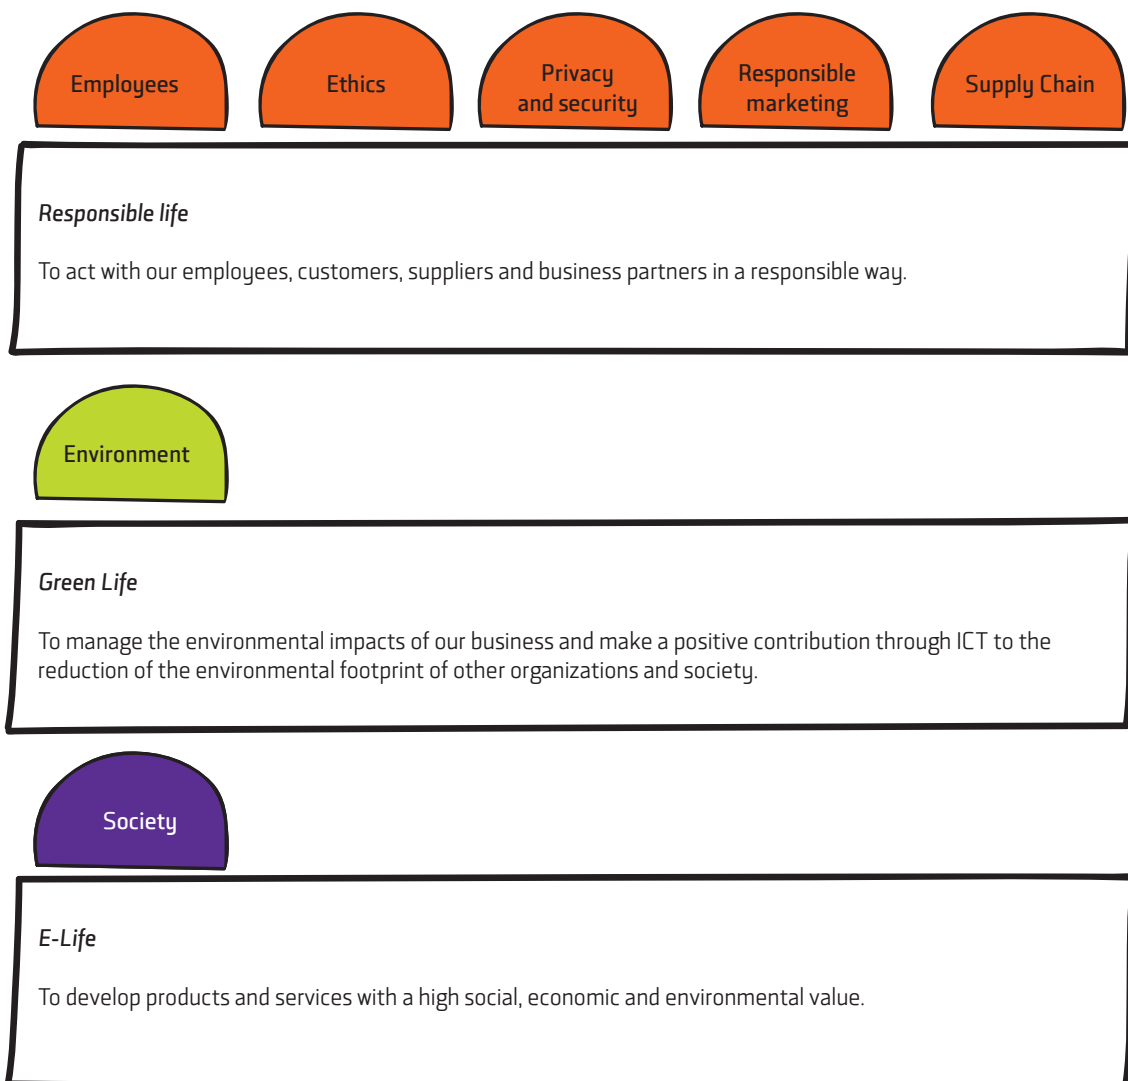 Employees
Ethics
Privacy
and security
Responsible
marketing
Supply Chain
Responsible life
To act with our employees, customers, suppliers and business partners in a responsible way.
Environment
Green Life
To manage the environmental impacts of our business and make a positive contribution through ICT to the
reduction of the environmental footprint of other organizations and society.
Society
E-Life
To develop products and services with a high social, economic and environmental value.